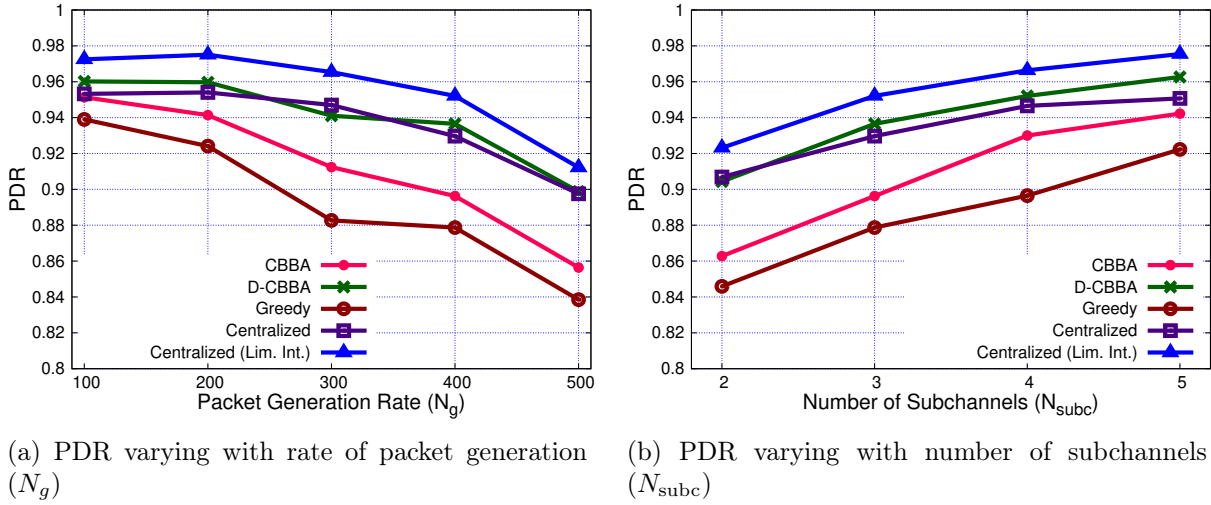 1
0.98
0.96
0.94
0.92
0.9
0.88
0.86
0.84
0.82
0.8
PDR
CBBA
D-CBBA
Greedy
Centralized
Centralized (Lim. Int.)
100 200 300 400 500
Packet Generation Rate (N_g)
1
0.98
0.96
0.94
0.92
0.9
0.88
0.86
0.84
0.82
0.8
PDR
CBBA
D-CBBA
Greedy
Centralized
Centralized (Lim. Int.)
2 3 4 5
Number of Subchannels (N_subc)
(a) PDR varying with rate of packet generation
(N_g)
(b) PDR varying with number of subchannels
(N_subc)